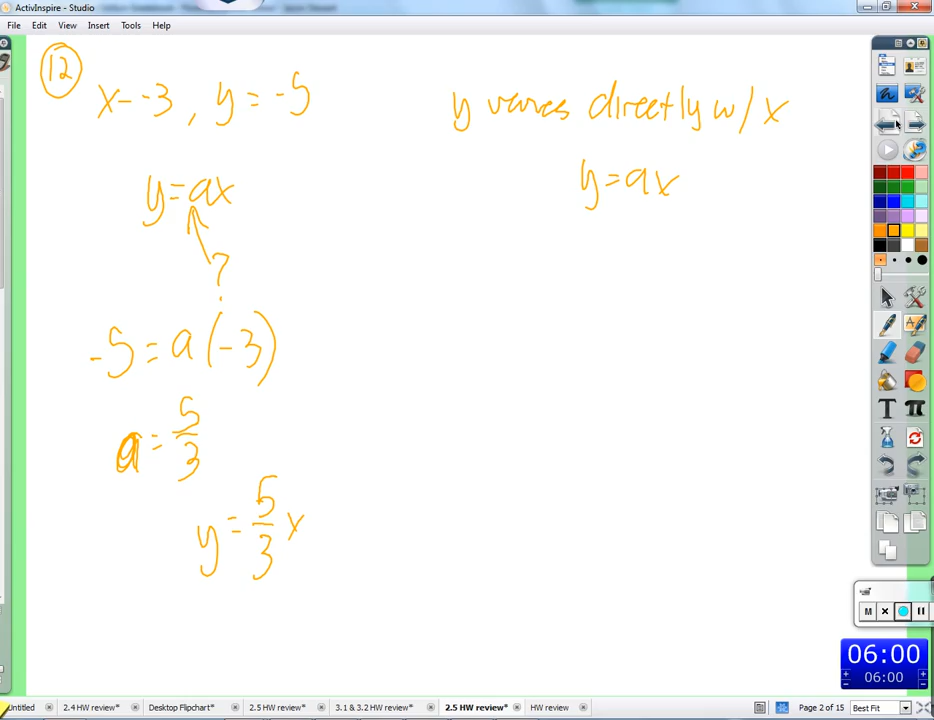 ActivInspire - Studio
File Edit View Insert Tools Help
12
x--3, y = -5
y varies directly w/ x
y=ax
y=ax
?
-5 = a(-3)
a = 5/3
y = 5/3 x
M
06:00
06:00
Untitled
2.4 HW review*
Desktop Flipchart*
2.5 HW review*
3.1 & 3.2 HW review*
2.5 HW review*
HW review
Page 2 of 15
Best Fit